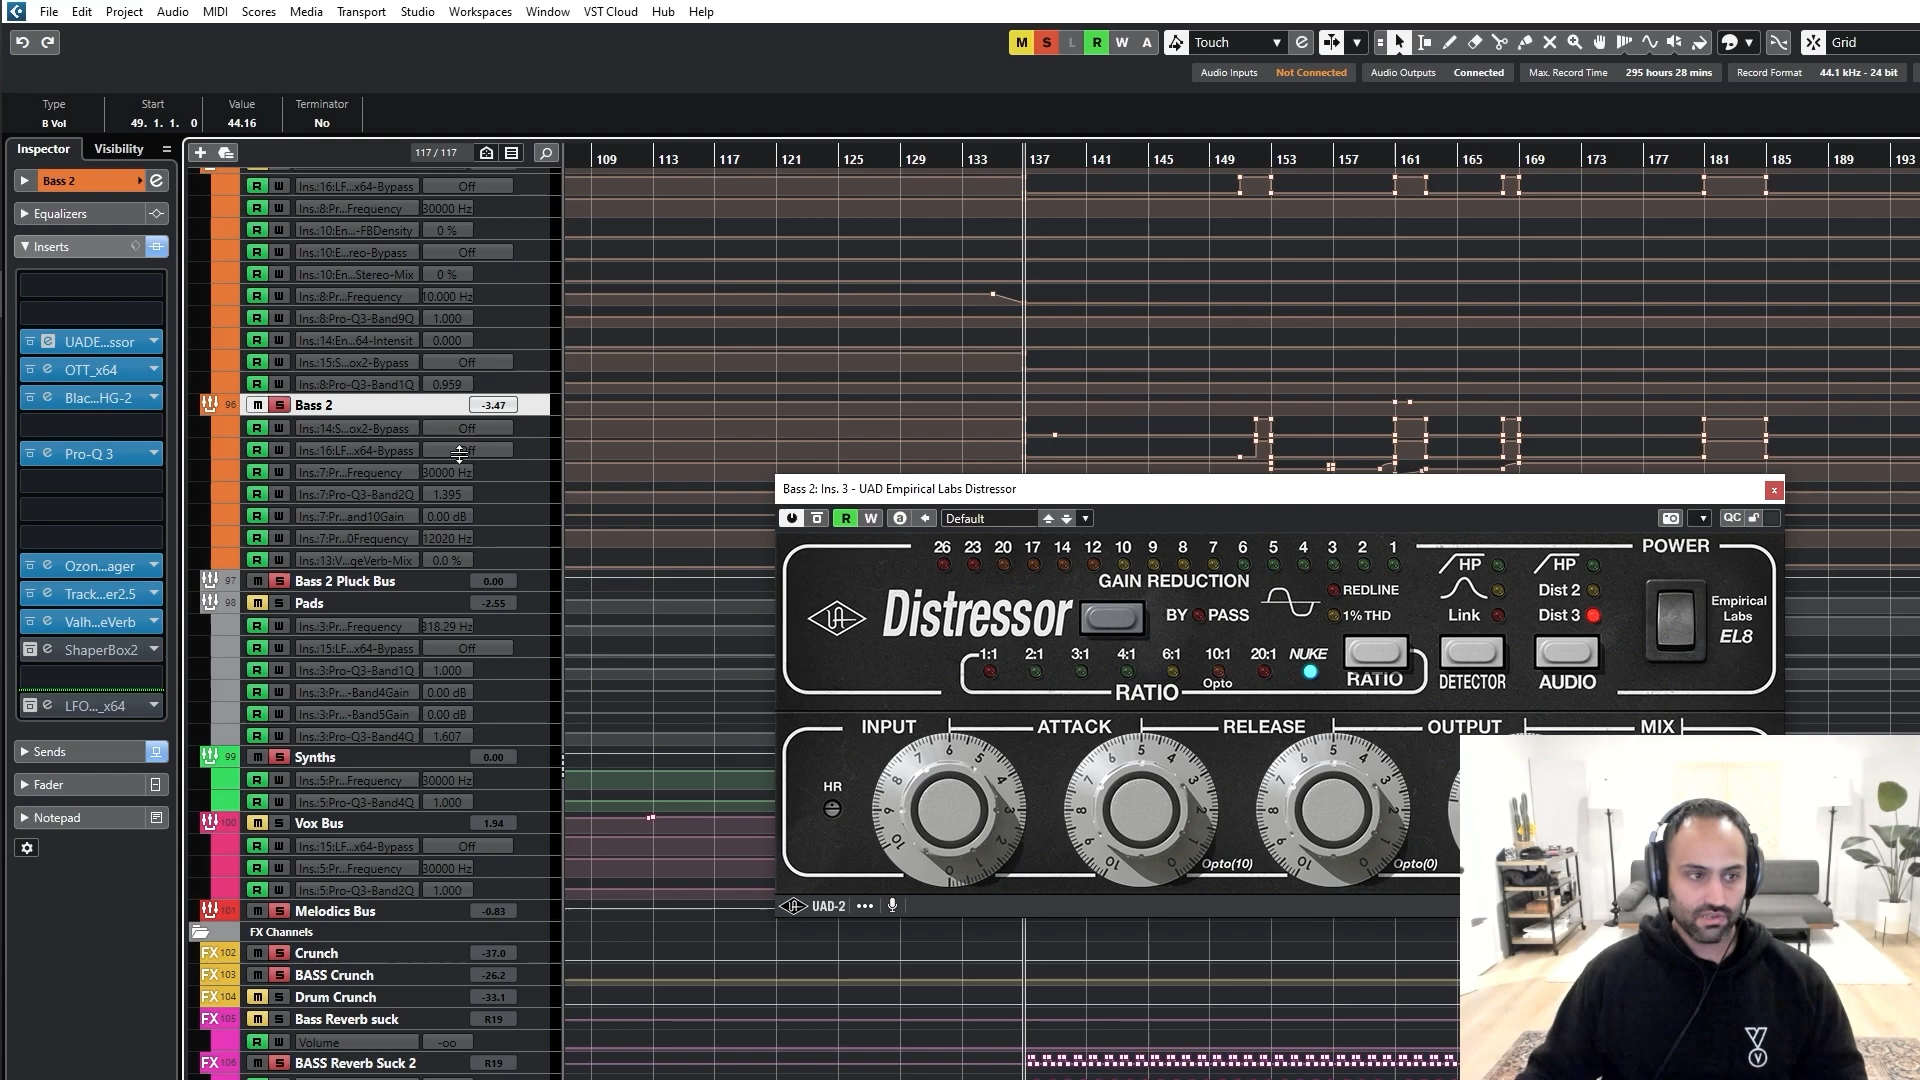 File Edit Project Audio MIDI Scores Media Transport Studio Workspaces Window VST Cloud Hub Help
M S L R W A Touch Grid
Audio Inputs Not Connected Audio Outputs Connected Max. Record Time 295 hours 28 mins Record Format 44.1 kHz - 24 bit
Type Start Value Terminator
B Vol 49. 1. 1. 0 44.16 No
Inspector Visibility 117 / 117
109 113 117 121 125 129 133 137 141 145 149 153 157 161 165 169 173 177 181 185 189 193
Bass 2
Equalizers
Inserts
UADE...ssor
OTT_x64
Blac...HG-2
Pro-Q 3
Ozon...ager
Track...er2.5
Valh...eVerb
ShaperBox2
LFO..._x64
Sends
Fader
Notepad
R W Ins.:16:LF...x64-Bypass Off
R W Ins.:8:Pr...Frequency 30000 Hz
R W Ins.:10:En...-FBDensity 0 %
R W Ins.:10:E...reo-Bypass Off
R W Ins.:10:En...Stereo-Mix 0 %
R W Ins.:8:Pr...Frequency 10.000 Hz
R W Ins.:8:Pro-Q3-Band9Q 1.000
R W Ins.:14:En...64-Intensit 0.000
R W Ins.:15:S...ox2-Bypass Off
R W Ins.:8:Pro-Q3-Band1Q 0.959
96 M S Bass 2 -3.47
R W Ins.:14:S...ox2-Bypass Off
R W Ins.:16:LF...x64-Bypass
R W Ins.:7:Pr...Frequency 30000 Hz
R W Ins.:7:Pro-Q3-Band2Q 1.395
R W Ins.:7:Pr...and10Gain 0.00 dB
R W Ins.:7:Pr...0Frequency 12020 Hz
R W Ins.:13:V...geVerb-Mix 0.0 %
97 M S Bass 2 Pluck Bus 0.00
98 M S Pads -2.55
R W Ins.:3:Pr...Frequency 318.29 Hz
R W Ins.:15:LF...x64-Bypass Off
R W Ins.:3:Pro-Q3-Band1Q 1.000
R W Ins.:3:Pr...-Band4Gain 0.00 dB
R W Ins.:3:Pr...-Band5Gain 0.00 dB
R W Ins.:3:Pro-Q3-Band4Q 1.607
99 M S Synths 0.00
R W Ins.:5:Pr...Frequency 30000 Hz
R W Ins.:5:Pro-Q3-Band4Q 1.000
100 M S Vox Bus 1.94
R W Ins.:15:LF...x64-Bypass Off
R W Ins.:5:Pr...Frequency 30000 Hz
R W Ins.:5:Pro-Q3-Band2Q 1.000
101 M S Melodics Bus -0.83
FX Channels
FX 102 M S Crunch -37.0
FX 103 M S BASS Crunch -26.2
FX 104 M S Drum Crunch -33.1
FX 105 M S Bass Reverb suck R19
R W Volume -oo
FX 106 M S BASS Reverb Suck 2 R19
Bass 2: Ins. 3 - UAD Empirical Labs Distressor x
R W a Default QC
26 23 20 17 14 12 10 9 8 7 6 5 4 3 2 1
GAIN REDUCTION
POWER
HP HP
REDLINE Dist 2
Distressor BY PASS 1% THD Link Dist 3
Empirical
Labs
EL8
1:1 2:1 3:1 4:1 6:1 10:1 20:1 NUKE
Opto
RATIO RATIO DETECTOR AUDIO
INPUT ATTACK RELEASE OUTPUT MIX
HR
Opto(10) Opto(0)
UAD-2